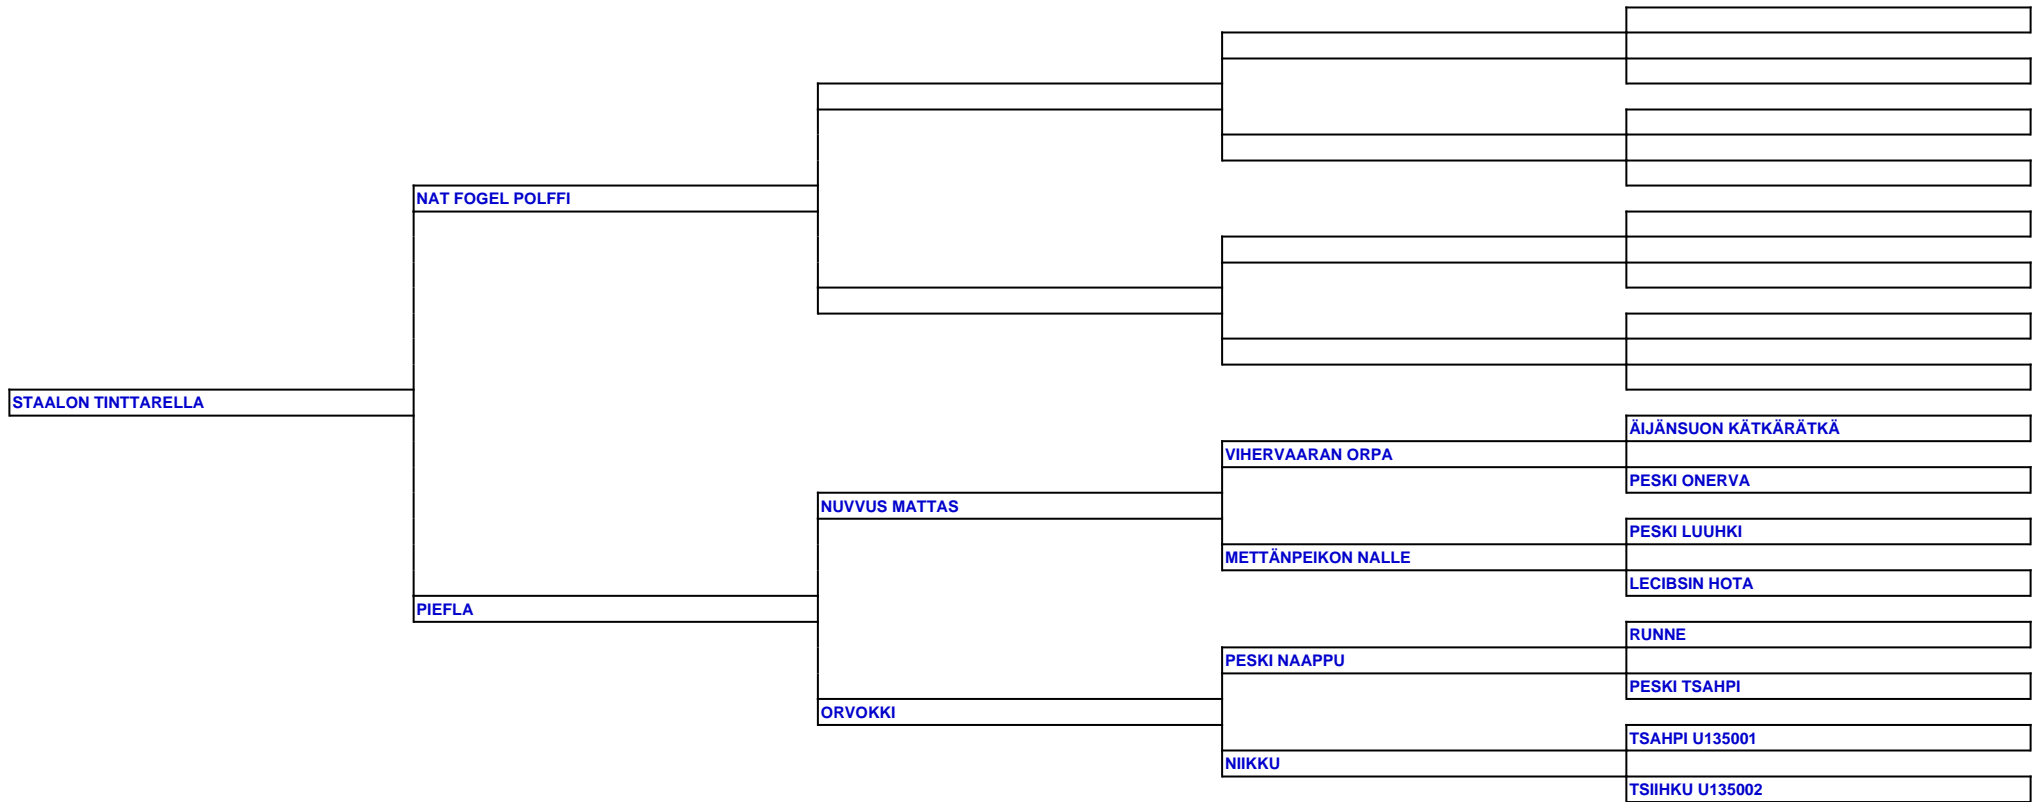 NAT FOGEL POLFFI
STAALON TINTTARELLA
ÄIJÄNSUON KÄTKÄRÄTKÄ
VIHERVAARAN ORPA
PESKI ONERVA
NUVVUS MATTAS
PESKI LUUHKI
METTÄNPEIKON NALLE
LECIBSIN HOTA
PIEFLA
RUNNE
PESKI NAAPPU
PESKI TSAHPI
ORVOKKI
TSAHPI U135001
NIIKKU
TSIIHKU U135002